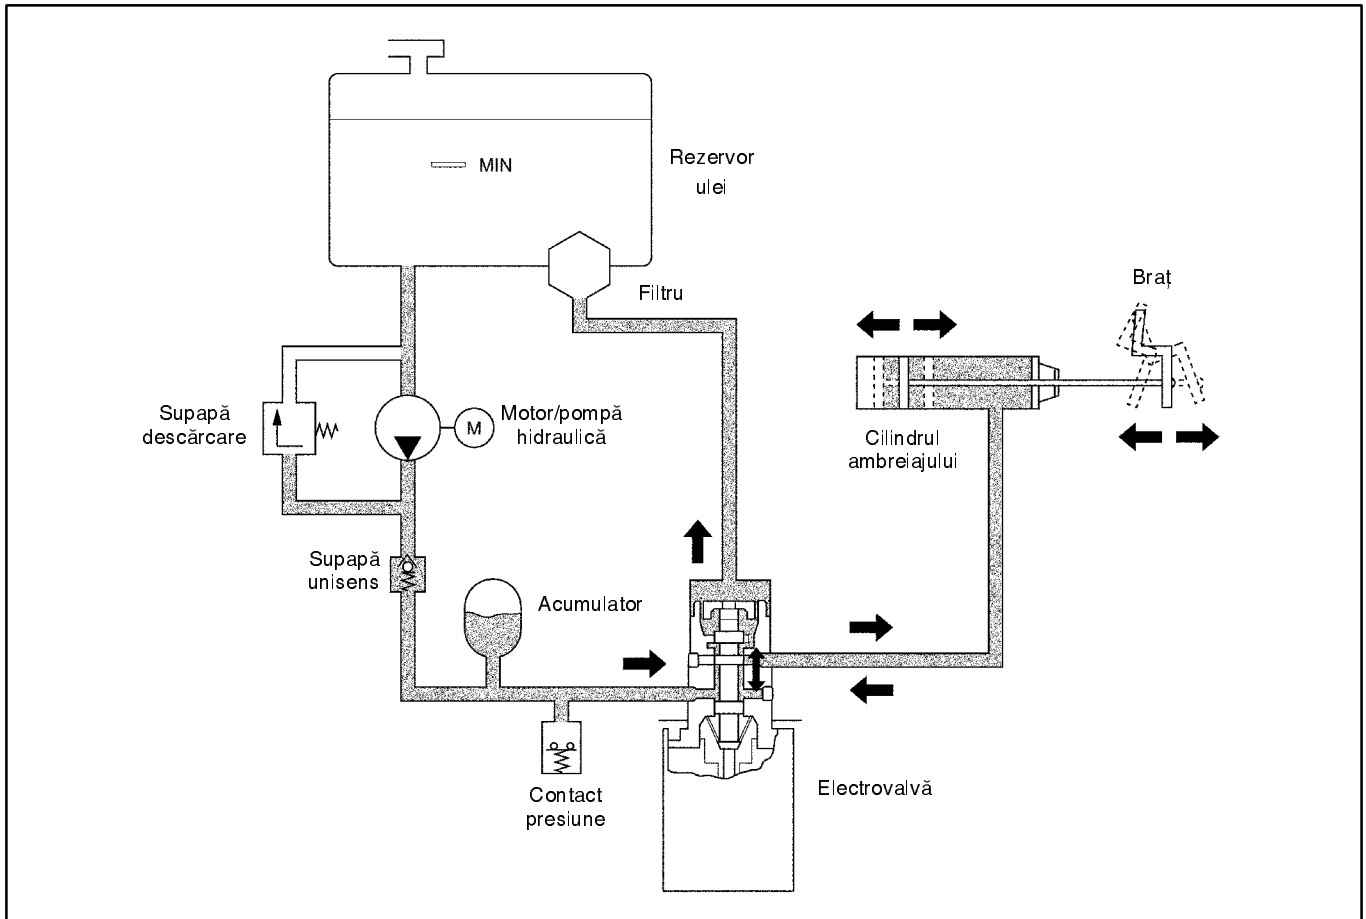 MIN
Rezervor
ulei
Filtru
Braț
Supapă
descărcare
M
Motor/pompă
hidraulică
Cilindrul
ambreiajului
Supapă
unisens
Acumulator
Electrovalvă
Contact
presiune